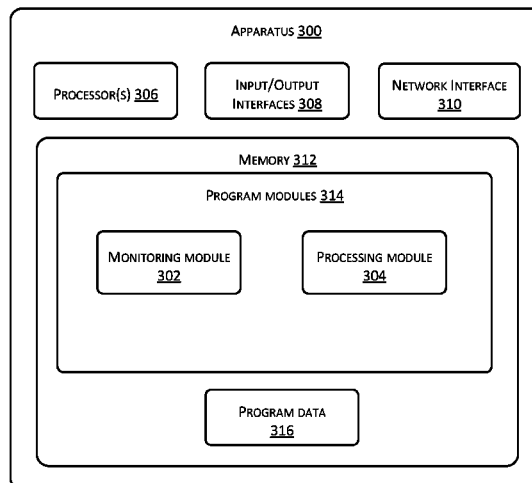 APPARATUS 300
PROCESSOR(S) 306
INPUT/OUTPUT
INTERFACES 308
NETWORK INTERFACE
310
MEMORY 312
PROGRAM MODULES 314
MONITORING MODULE
302
PROCESSING MODULE
304
PROGRAM DATA
316